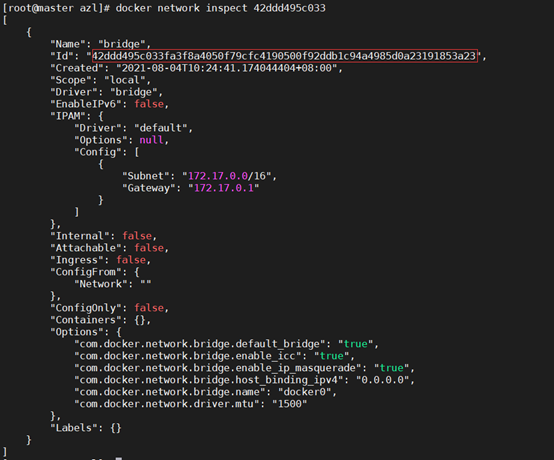 [root@master azl]# docker network inspect 42ddd495c033
[
    {
        "Name": "bridge",
        "Id": "42ddd495c033fa3f8a4050f79cfc4190500f92ddb1c94a4985d0a23191853a23",
        "Created": "2021-08-04T10:24:41.174044404+08:00",
        "Scope": "local",
        "Driver": "bridge",
        "EnableIPv6": false,
        "IPAM": {
            "Driver": "default",
            "Options": null,
            "Config": [
                {
                    "Subnet": "172.17.0.0/16",
                    "Gateway": "172.17.0.1"
                }
            ]
        },
        "Internal": false,
        "Attachable": false,
        "Ingress": false,
        "ConfigFrom": {
            "Network": ""
        },
        "ConfigOnly": false,
        "Containers": {},
        "Options": {
            "com.docker.network.bridge.default_bridge": "true",
            "com.docker.network.bridge.enable_icc": "true",
            "com.docker.network.bridge.enable_ip_masquerade": "true",
            "com.docker.network.bridge.host_binding_ipv4": "0.0.0.0",
            "com.docker.network.bridge.name": "docker0",
            "com.docker.network.driver.mtu": "1500"
        },
        "Labels": {}
    }
]